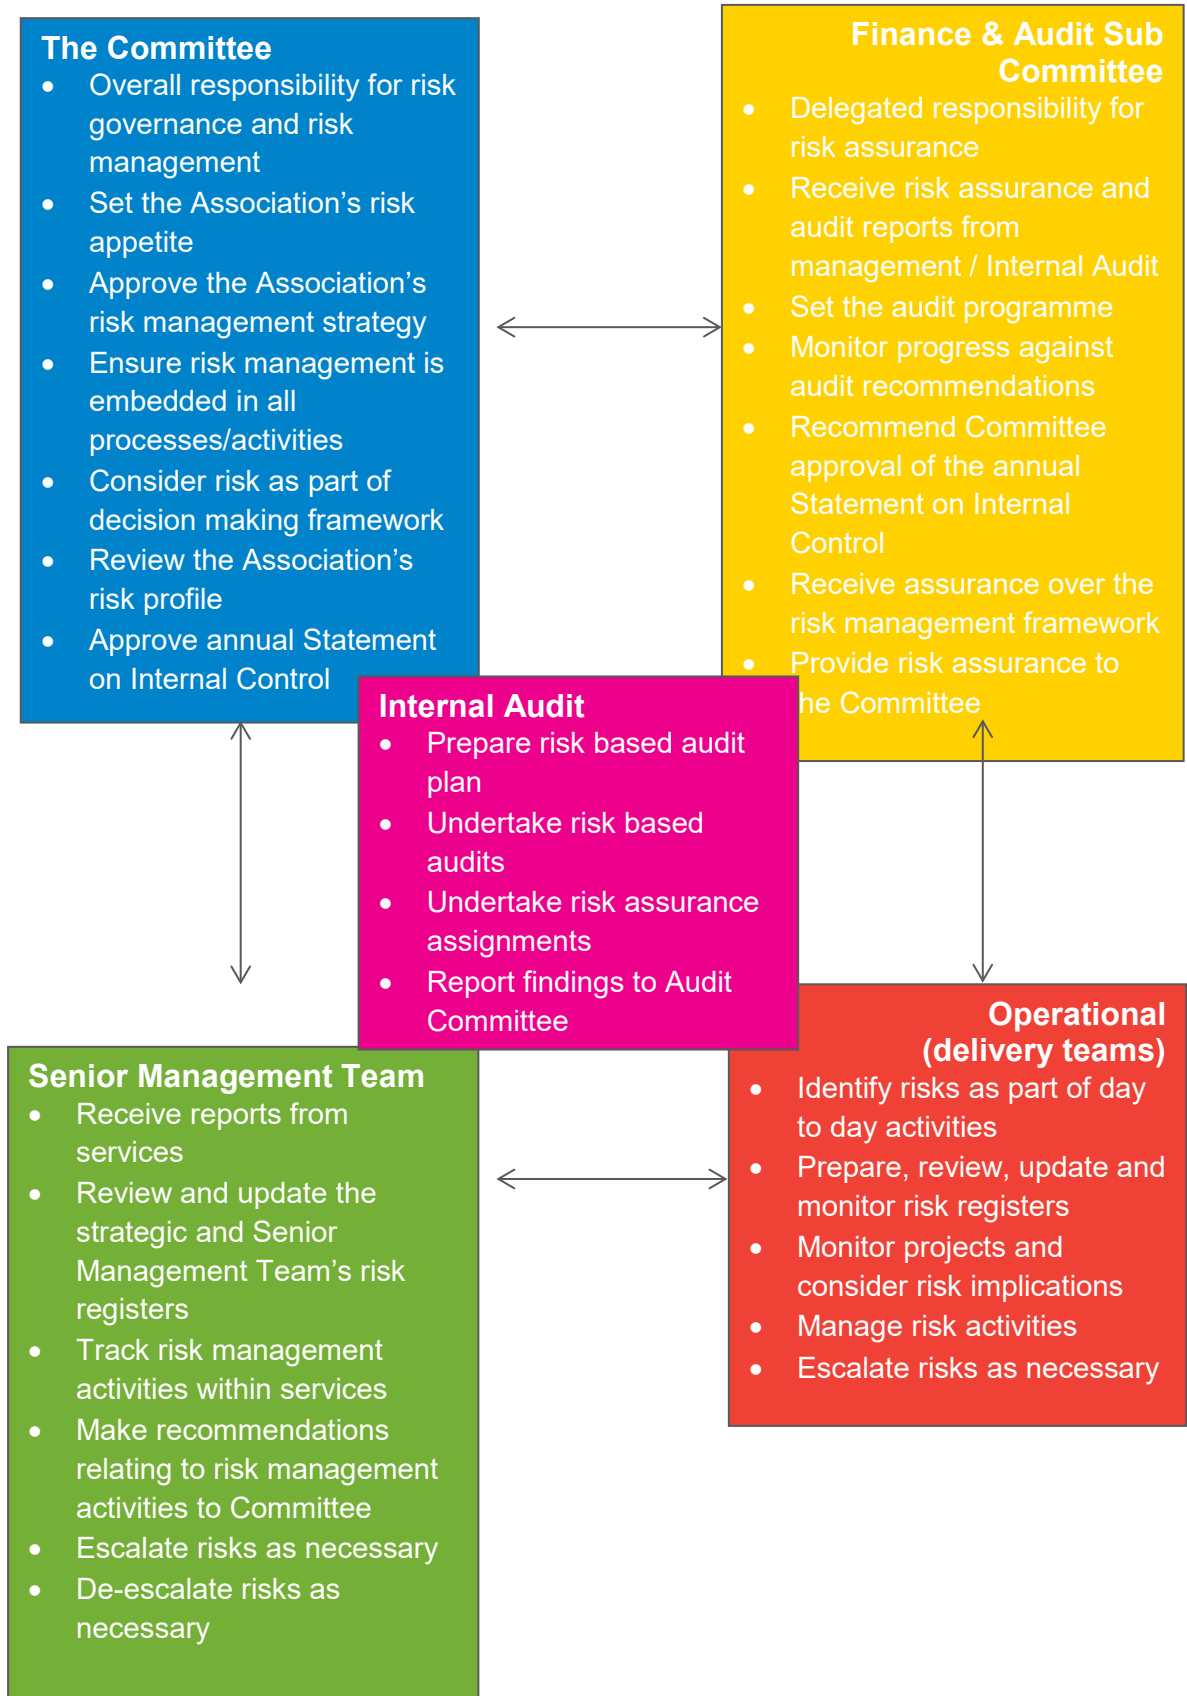 The Committee
• Overall responsibility for risk
governance and risk
management
• Set the Association’s risk
appetite
• Approve the Association’s
risk management strategy
• Ensure risk management is
embedded in all
processes/activities
• Consider risk as part of
decision making framework
• Review the Association’s
risk profile
• Approve annual Statement
on Internal Control
Finance & Audit Sub
Committee
• Delegated responsibility for
risk assurance
• Receive risk assurance and
audit reports from
management / Internal Audit
• Set the audit programme
• Monitor progress against
audit recommendations
• Recommend Committee
approval of the annual
Statement on Internal
Control
• Receive assurance over the
risk management framework
• Provide risk assurance to
he Committee
Internal Audit
• Prepare risk based audit
plan
• Undertake risk based
audits
• Undertake risk assurance
assignments
• Report findings to Audit
Committee
Senior Management Team
• Receive reports from
services
• Review and update the
strategic and Senior
Management Team’s risk
registers
• Track risk management
activities within services
• Make recommendations
relating to risk management
activities to Committee
• Escalate risks as necessary
• De-escalate risks as
necessary
Operational
(delivery teams)
• Identify risks as part of day
to day activities
• Prepare, review, update and
monitor risk registers
• Monitor projects and
consider risk implications
• Manage risk activities
• Escalate risks as necessary